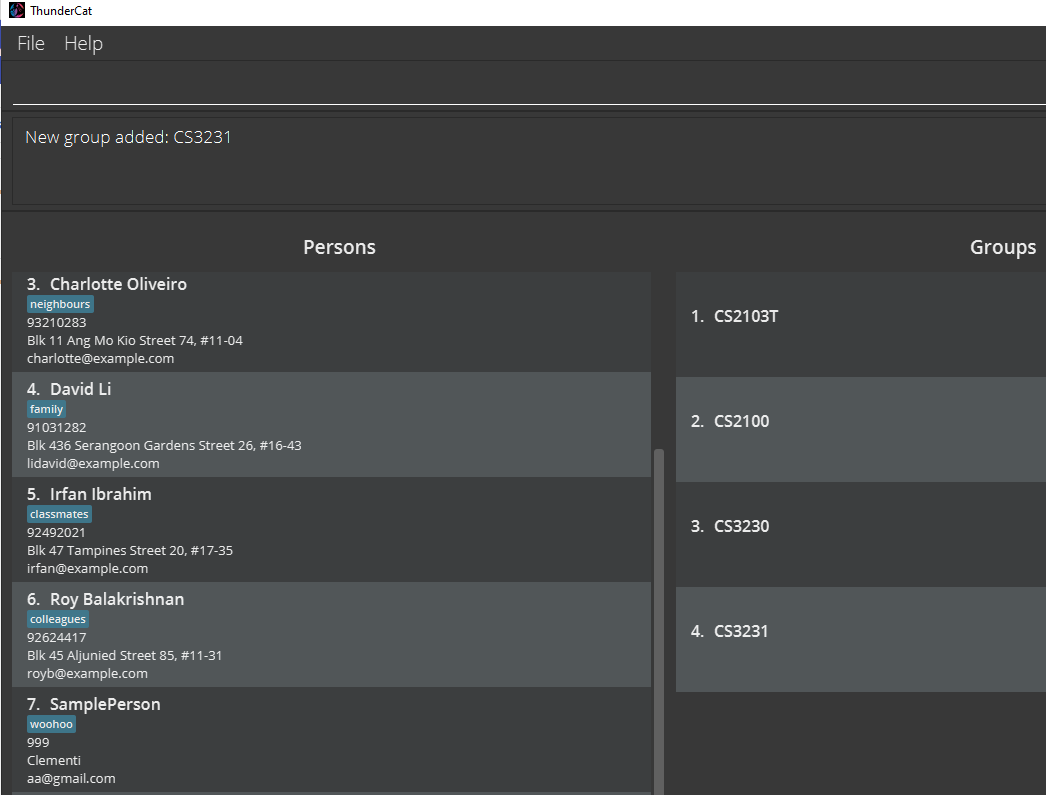 ThunderCat
File Help
New group added: CS3231
Persons
3. Charlotte Oliveiro
neighbours
93210283
Blk 11 Ang Mo Kio Street 74, #11-04
charlotte@example.com
4. David Li
family
91031282
Blk 436 Serangoon Gardens Street 26, #16-43
lidavid@example.com
5. Irfan Ibrahim
classmates
92492021
Blk 47 Tampines Street 20, #17-35
irfan@example.com
6. Roy Balakrishnan
colleagues
92624417
Blk 45 Aljunied Street 85, #11-31
royb@example.com
7. SamplePerson
woohoo
999
Clementi
aa@gmail.com
Groups
1. CS2103T
2. CS2100
3. CS3230
4. CS3231